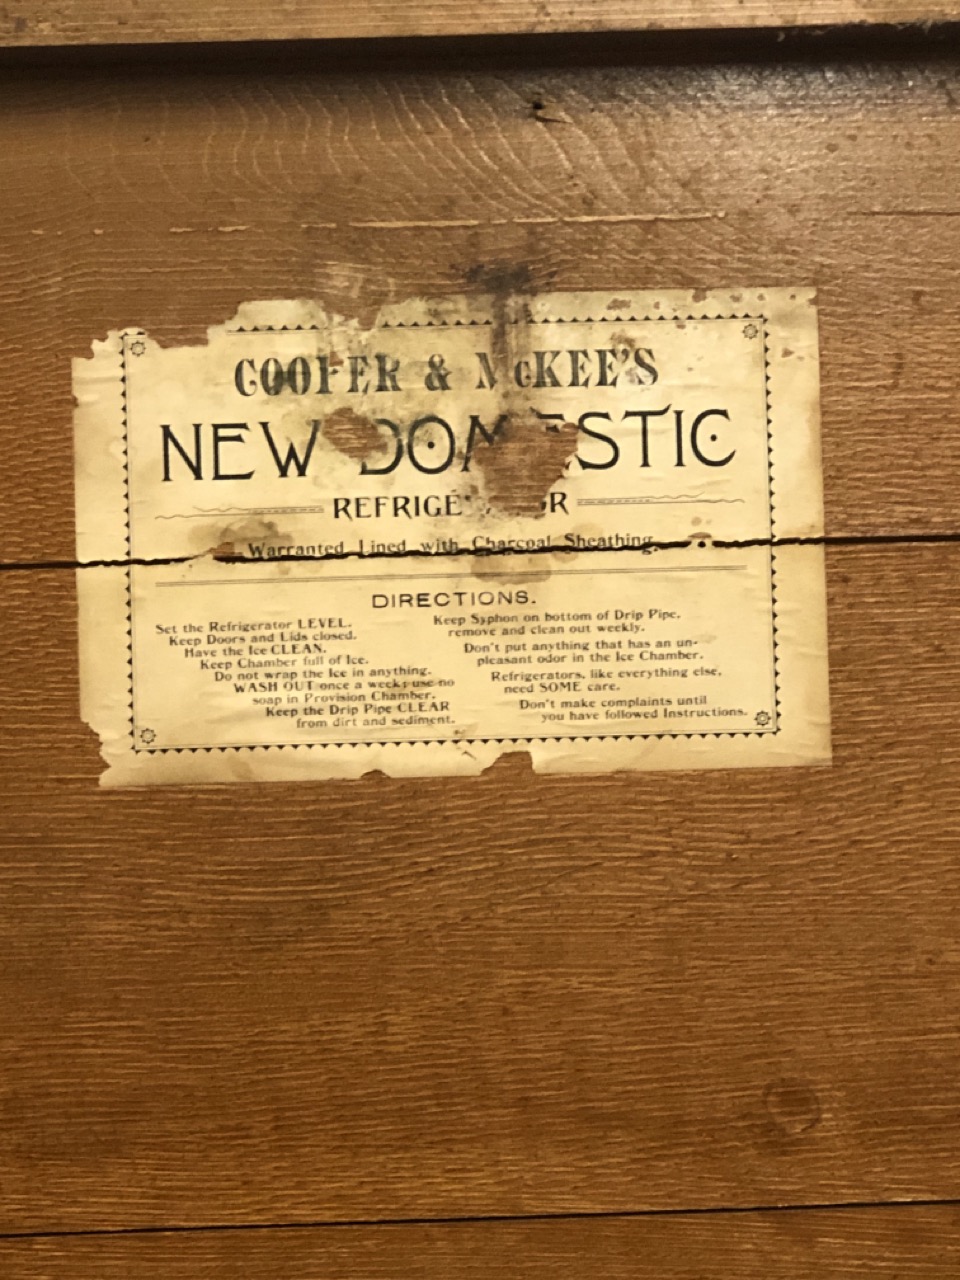 COOPER & McKEE'S
NEW DOMESTIC
REFRIGERATOR
Warranted Lined with Charcoal Sheathing.
DIRECTIONS.
Set the Refrigerator LEVEL.
Keep Doors and Lids closed.
Have the Ice CLEAN.
Keep Chamber full of Ice.
Do not wrap the Ice in anything.
WASH OUT once a week; use no
soap in Provision Chamber.
Keep the Drip Pipe CLEAR
from dirt and sediment.
Keep Syphon on bottom of Drip Pipe,
remove and clean out weekly.
Don't put anything that has an un-
pleasant odor in the Ice Chamber.
Refrigerators, like everything else,
need SOME care.
Don't make complaints until
you have followed Instructions.